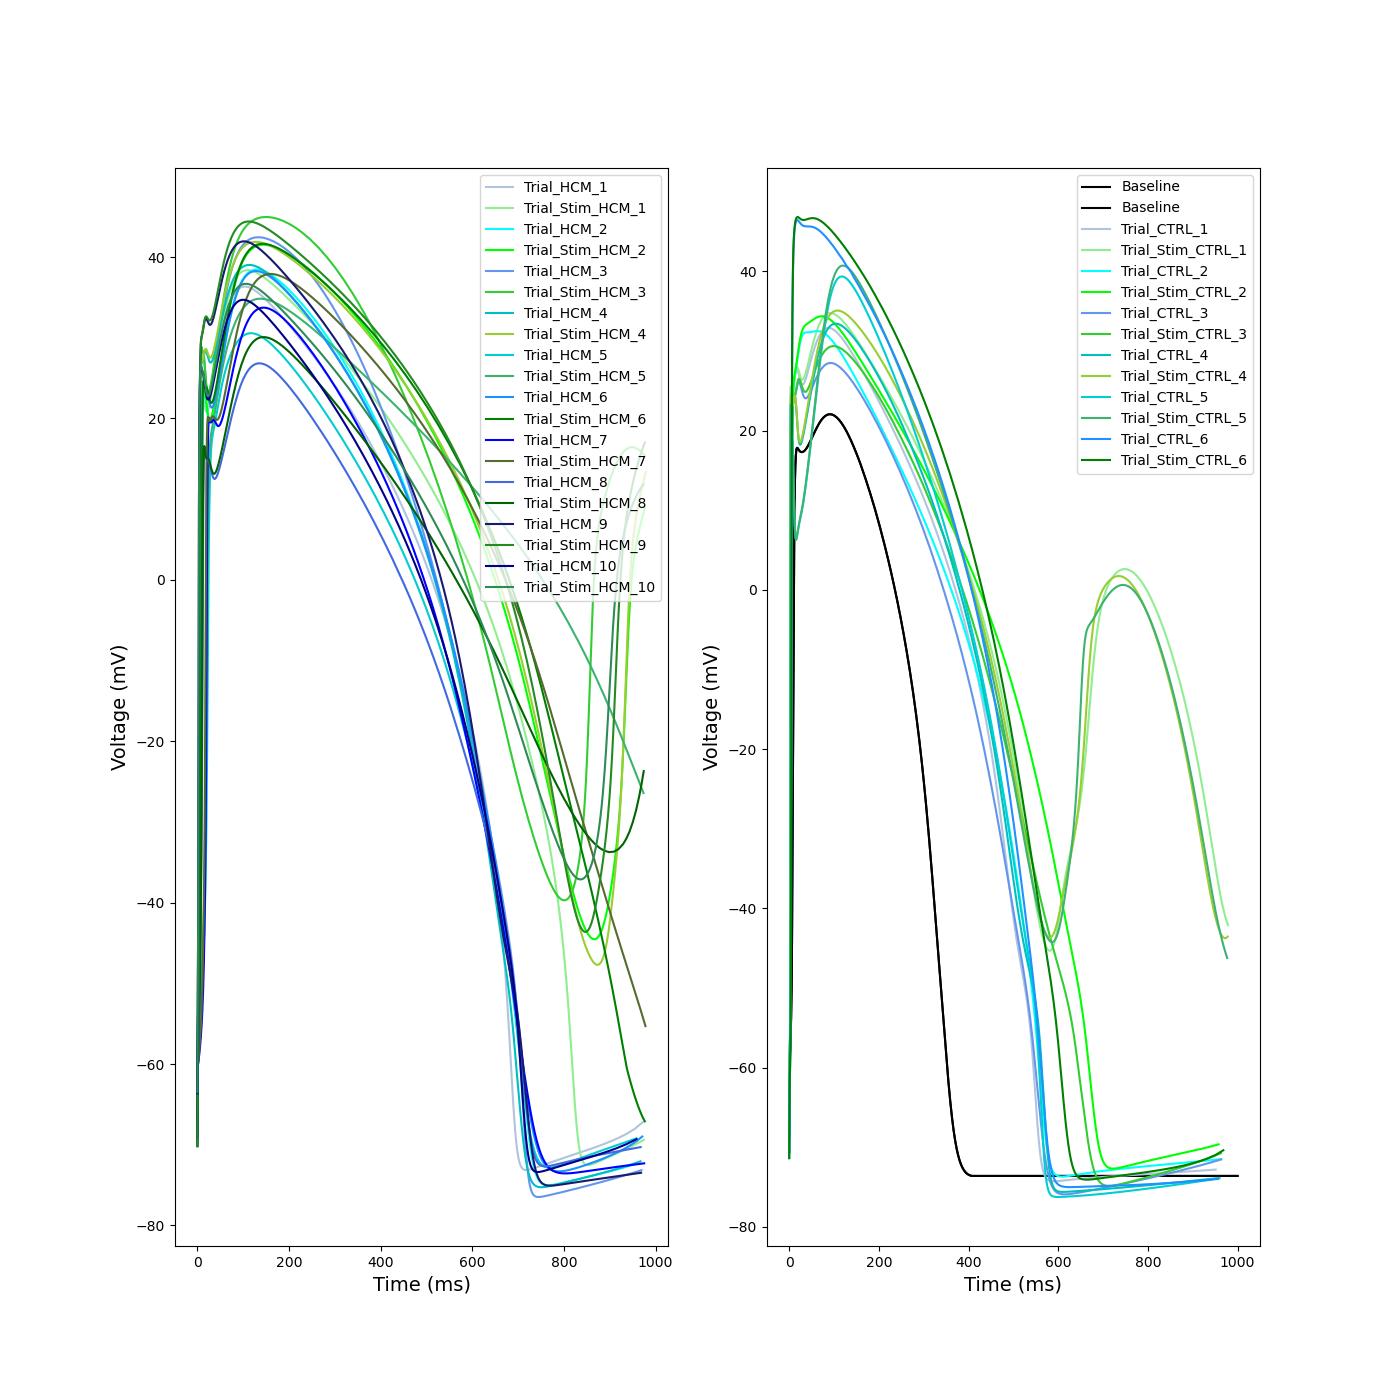 Trial_HCM_1
Trial_Stim_HCM_1
Trial_HCM_2
Trial_Stim_HCM_2
Trial_HCM_3
Trial_Stim_HCM_3
Trial_HCM_4
Trial_Stim_HCM_4
Trial_HCM_5
Trial_Stim_HCM_5
Trial_HCM_6
Trial_Stim_HCM_6
Trial_HCM_7
Trial_Stim_HCM_7
Trial_HCM_8
Trial_Stim_HCM_8
Trial_HCM_9
Trial_Stim_HCM_9
Trial_HCM_10
Trial_Stim_HCM_10
40
20
0
−20
−40
−60
−80
Voltage (mV)
0 200 400 600 800 1000
Time (ms)
Baseline
Baseline
Trial_CTRL_1
Trial_Stim_CTRL_1
Trial_CTRL_2
Trial_Stim_CTRL_2
Trial_CTRL_3
Trial_Stim_CTRL_3
Trial_CTRL_4
Trial_Stim_CTRL_4
Trial_CTRL_5
Trial_Stim_CTRL_5
Trial_CTRL_6
Trial_Stim_CTRL_6
40
20
0
−20
−40
−60
−80
Voltage (mV)
0 200 400 600 800 1000
Time (ms)